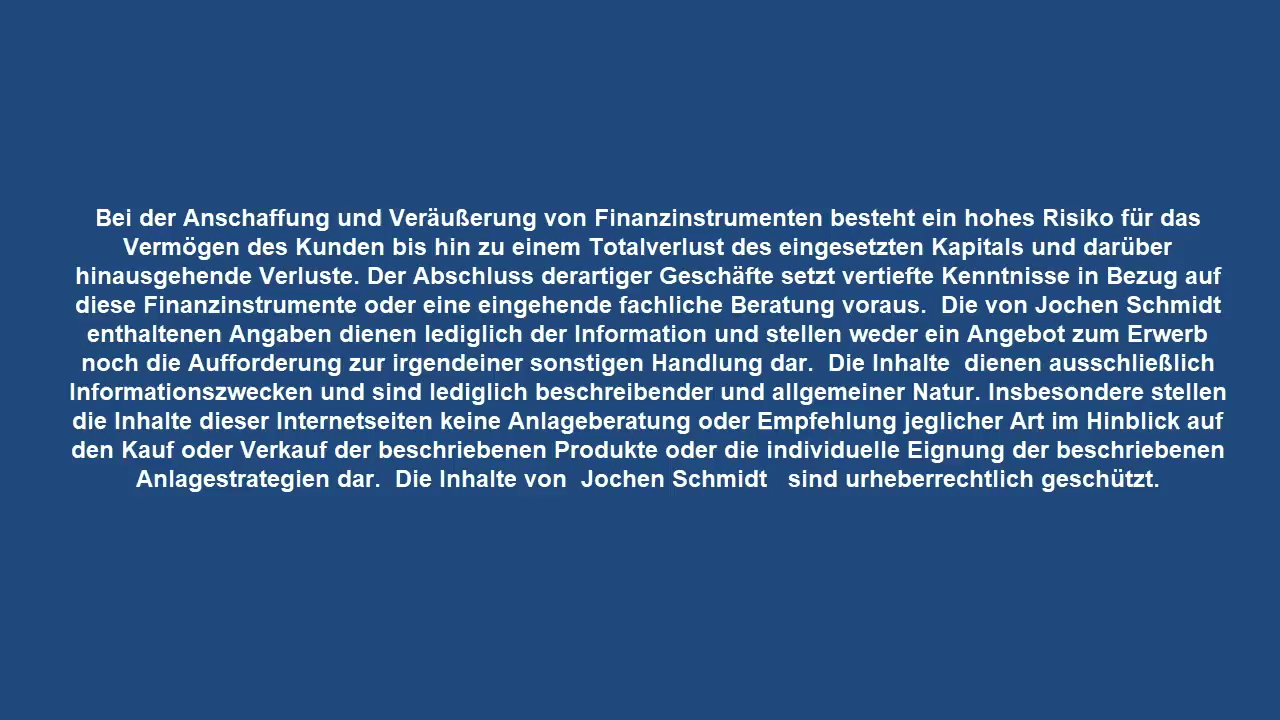 Bei der Anschaffung und Veräußerung von Finanzinstrumenten besteht ein hohes Risiko für das
Vermögen des Kunden bis hin zu einem Totalverlust des eingesetzten Kapitals und darüber
hinausgehende Verluste. Der Abschluss derartiger Geschäfte setzt vertiefte Kenntnisse in Bezug auf
diese Finanzinstrumente oder eine eingehende fachliche Beratung voraus.  Die von Jochen Schmidt
enthaltenen Angaben dienen lediglich der Information und stellen weder ein Angebot zum Erwerb
noch die Aufforderung zur irgendeiner sonstigen Handlung dar.  Die Inhalte  dienen ausschließlich
Informationszwecken und sind lediglich beschreibender und allgemeiner Natur. Insbesondere stellen
die Inhalte dieser Internetseiten keine Anlageberatung oder Empfehlung jeglicher Art im Hinblick auf
den Kauf oder Verkauf der beschriebenen Produkte oder die individuelle Eignung der beschriebenen
Anlagestrategien dar.  Die Inhalte von  Jochen Schmidt   sind urheberrechtlich geschützt.